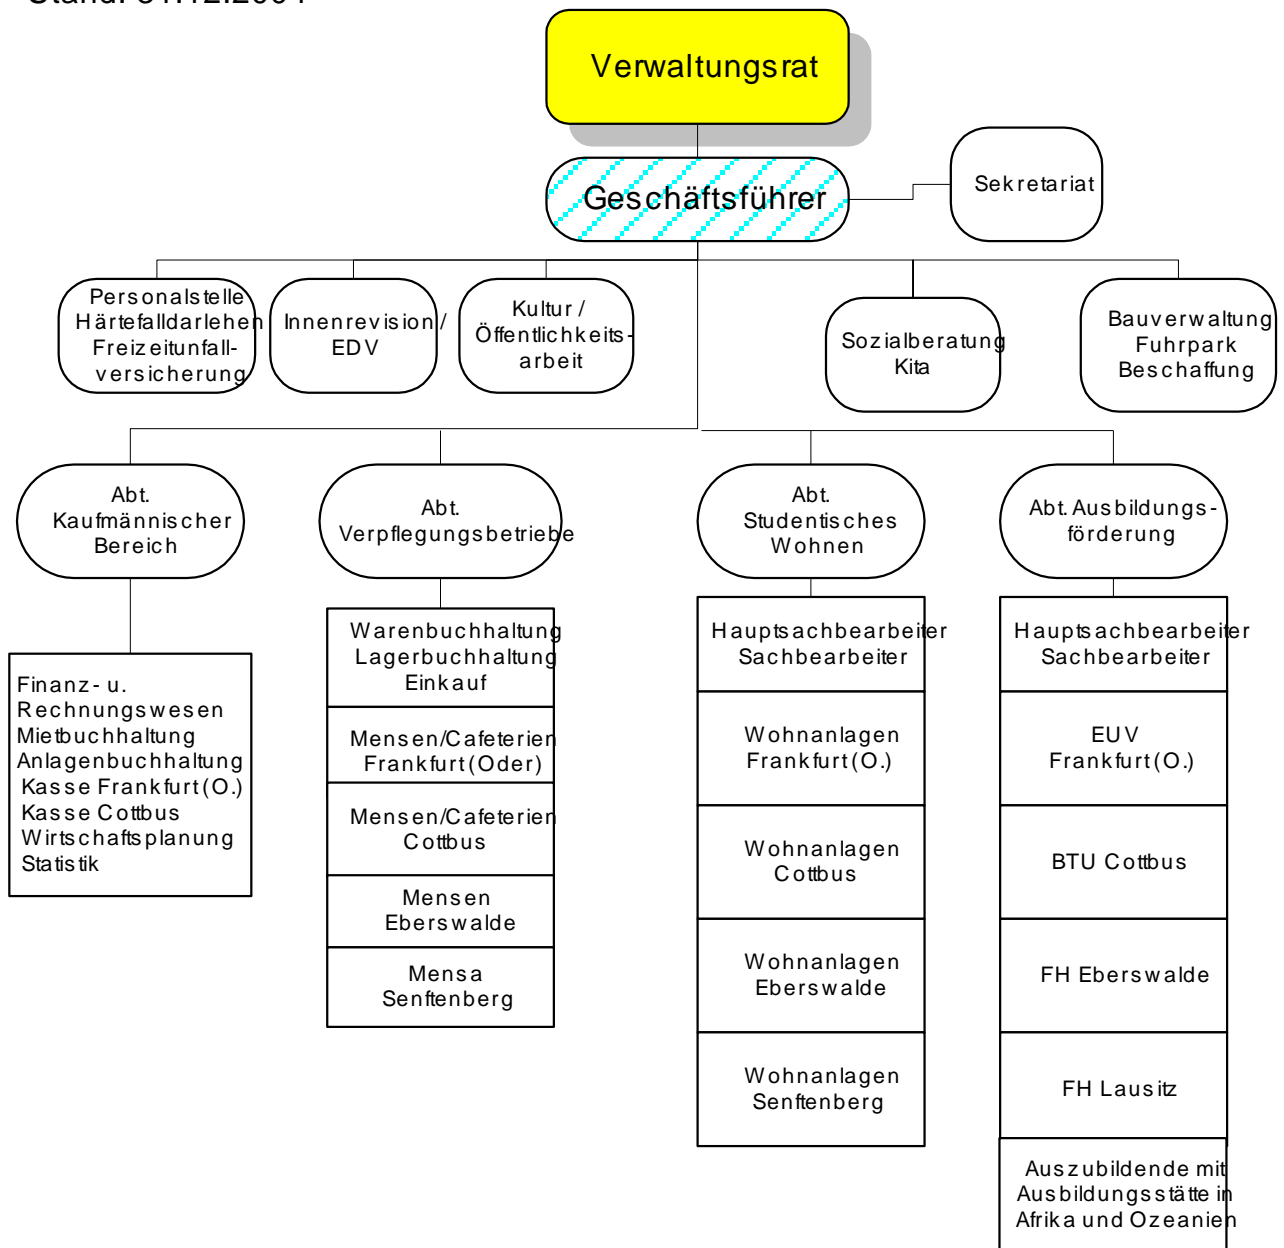 Verwaltungsrat
Geschäftsführer
Sekretariat
Personalstelle
Härtefalldarlehen
Freizeitunfall-
versicherung
Innenrevision /
EDV
Kultur /
Öffentlichkeits-
arbeit
Sozialberatung
Kita
Bauverwaltung
Fuhrpark
Beschaffung
Abt.
Kaufmännischer
Bereich
Abt.
Verpflegungsbetriebe
Abt.
Studentisches
Wohnen
Abt. Ausbildungs-
förderung
Finanz- u.
Rechnungswesen
Mietbuchhaltung
Anlagenbuchhaltung
Kasse Frankfurt (O.)
Kasse Cottbus
Wirtschaftsplanung
Statistik
Warenbuchhaltung
Lagerbuchhaltung
Einkauf
Mensen/Cafeterien
Frankfurt (Oder)
Mensen/Cafeterien
Cottbus
Mensen
Eberswalde
Mensa
Senftenberg
Hauptsachbearbeiter
Sachbearbeiter
Wohnanlagen
Frankfurt (O.)
Wohnanlagen
Cottbus
Wohnanlagen
Eberswalde
Wohnanlagen
Senftenberg
Hauptsachbearbeiter
Sachbearbeiter
EUV
Frankfurt (O.)
BTU Cottbus
FH Eberswalde
FH Lausitz
Auszubildende mit
Ausbildungsstätte in
Afrika und Ozeanien